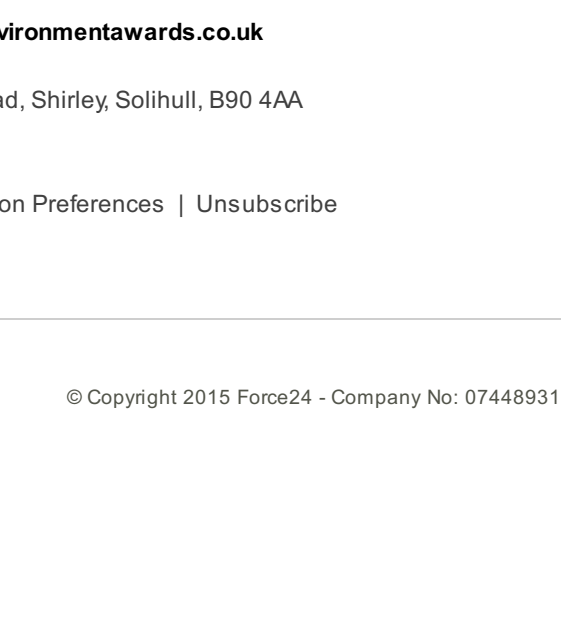 vironmentawards.co.uk
ad, Shirley, Solihull, B90 4AA
on Preferences | Unsubscribe
© Copyright 2015 Force24 - Company No: 07448931